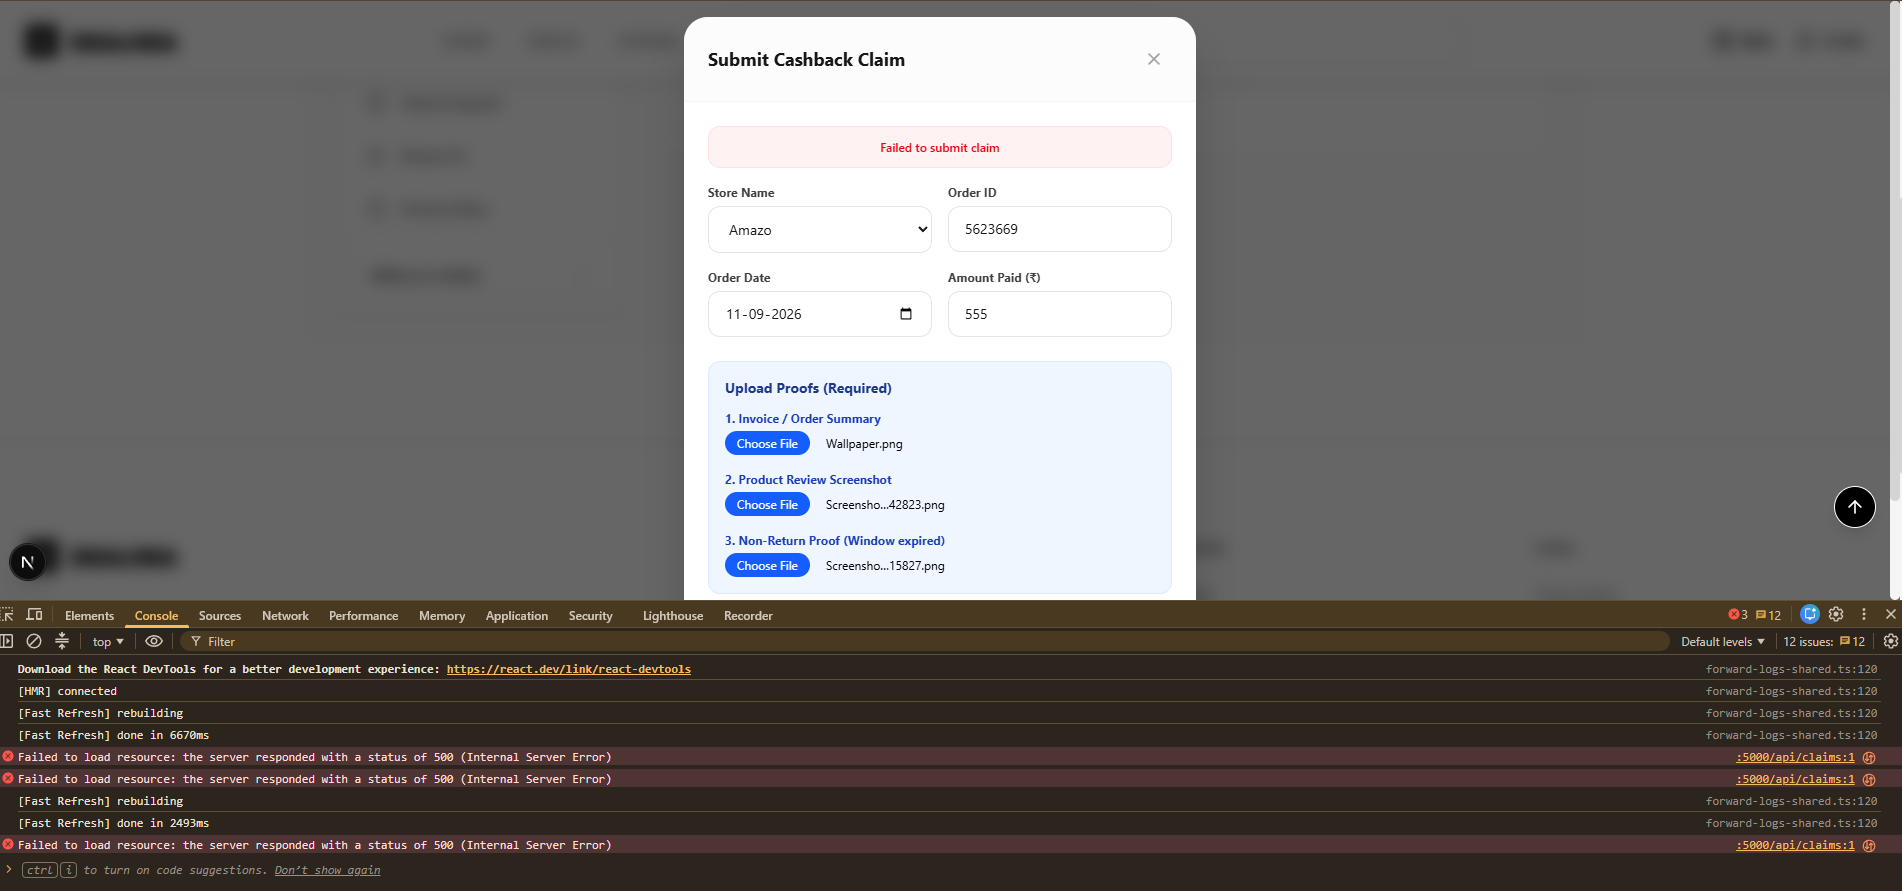 Submit Cashback Claim
Failed to submit claim
Store Name
Order ID
Amazo
5623669
Order Date
Amount Paid (₹)
11-09-2026
555
Upload Proofs (Required)
1. Invoice / Order Summary
Choose File Wallpaper.png
2. Product Review Screenshot
Choose File Screensho...42823.png
3. Non-Return Proof (Window expired)
Choose File Screensho...15827.png
N
Elements Console Sources Network Performance Memory Application Security Lighthouse Recorder 3 12
top Filter Default levels 12 issues: 12
Download the React DevTools for a better development experience: https://react.dev/link/react-devtools forward-logs-shared.ts:120
[HMR] connected forward-logs-shared.ts:120
[Fast Refresh] rebuilding forward-logs-shared.ts:120
[Fast Refresh] done in 6670ms forward-logs-shared.ts:120
Failed to load resource: the server responded with a status of 500 (Internal Server Error) :5000/api/claims:1
Failed to load resource: the server responded with a status of 500 (Internal Server Error) :5000/api/claims:1
[Fast Refresh] rebuilding forward-logs-shared.ts:120
[Fast Refresh] done in 2493ms forward-logs-shared.ts:120
Failed to load resource: the server responded with a status of 500 (Internal Server Error) :5000/api/claims:1
ctrl i to turn on code suggestions. Don't show again